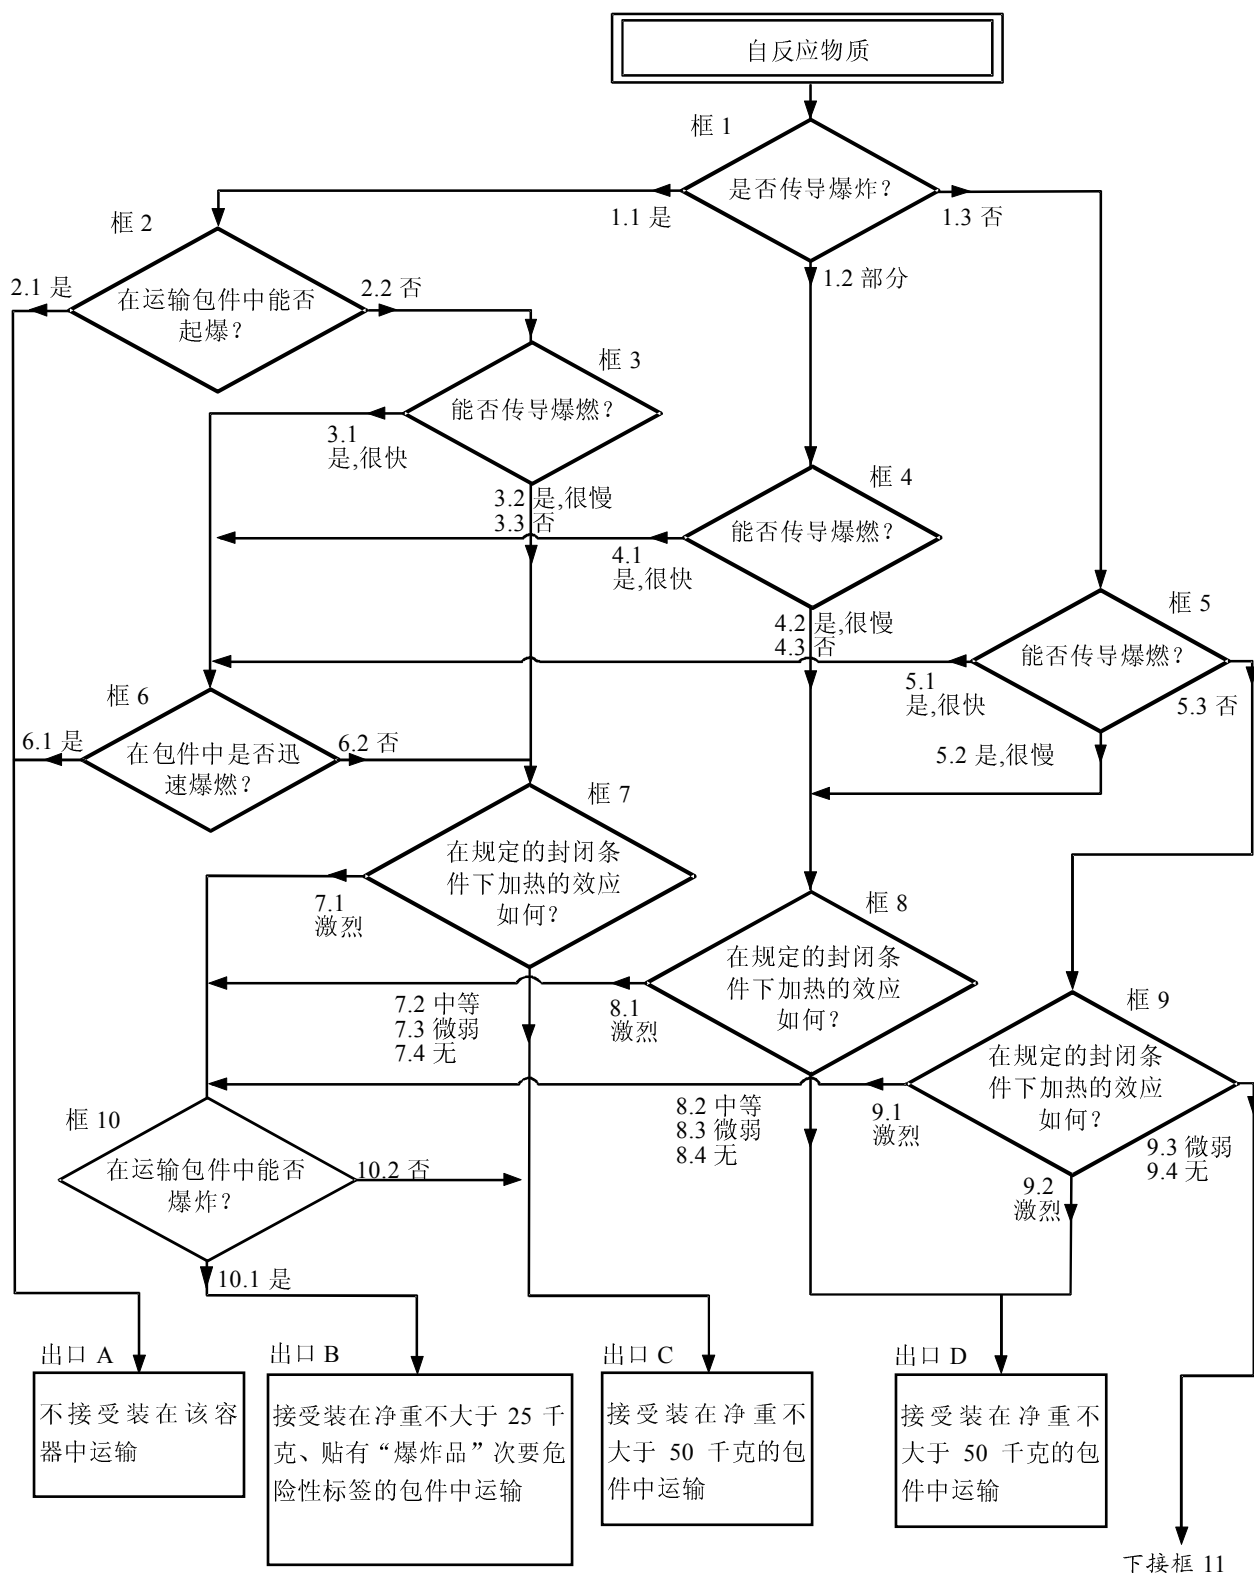 自反应物质
框 1
是否传导爆炸?
1.1 是
1.3 否
1.2 部分
框 2
在运输包件中能否
起爆?
2.1 是
2.2 否
框 3
能否传导爆燃?
3.1
是,很快
3.2 是,很慢
3.3 否
框 4
能否传导爆燃?
4.1
是,很快
4.2 是,很慢
4.3 否
框 5
能否传导爆燃?
5.1
是,很快
5.3 否
5.2 是,很慢
框 6
在包件中是否迅
速爆燃?
6.1 是
6.2 否
框 7
在规定的封闭条
件下加热的效应
如何?
7.1
激烈
7.2 中等
7.3 微弱
7.4 无
框 8
在规定的封闭条
件下加热的效应
如何?
8.1
激烈
8.2 中等
8.3 微弱
8.4 无
框 9
在规定的封闭条
件下加热的效应
如何?
9.1
激烈
9.2
激烈
9.3 微弱
9.4 无
框 10
在运输包件中能否
爆炸?
10.2 否
10.1 是
出口 A
不接受装在该容
器中运输
出口 B
接受装在净重不大于 25 千
克、贴有“爆炸品”次要危
险性标签的包件中运输
出口 C
接受装在净重不
大于 50 千克的包
件中运输
出口 D
接受装在净重不
大于 50 千克的包
件中运输
下接框 11